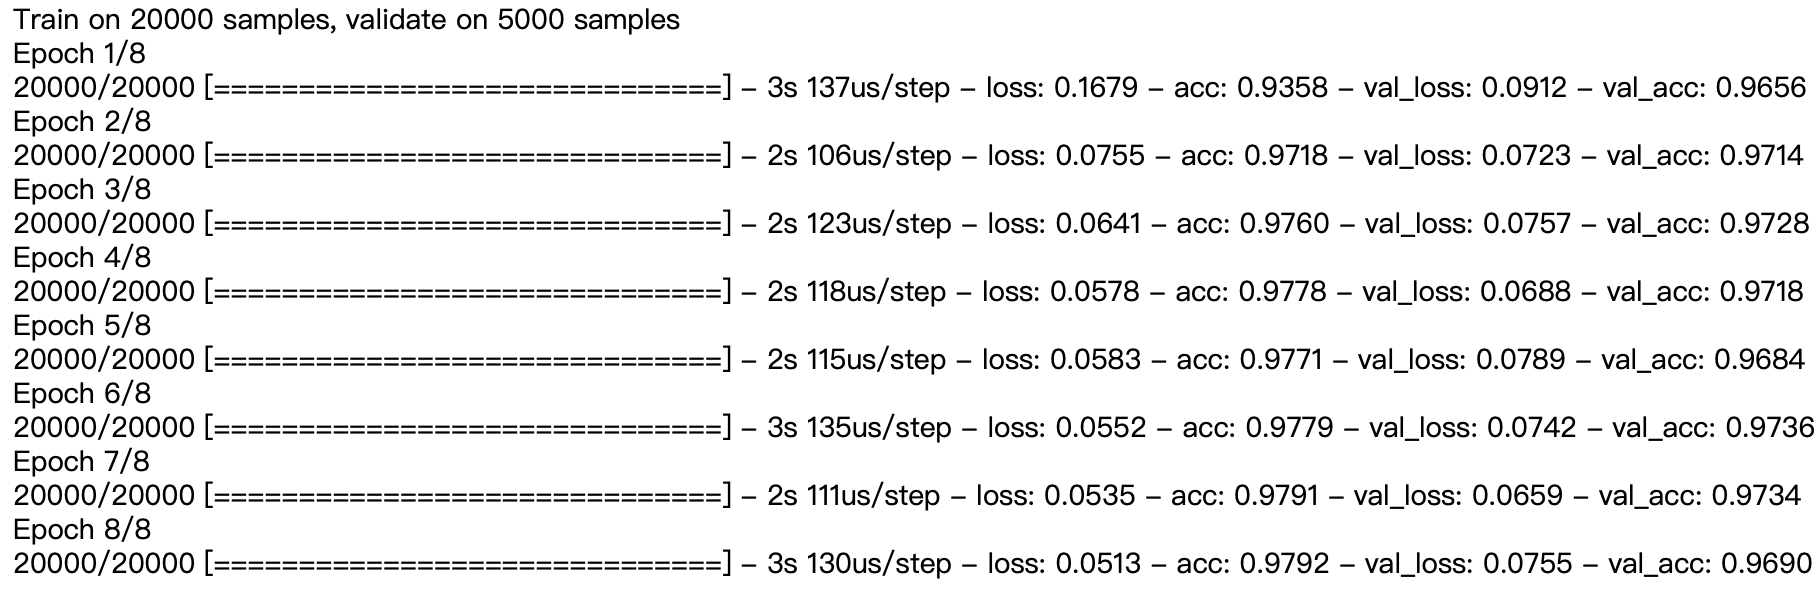 Train on 20000 samples, validate on 5000 samples
Epoch 1/8
20000/20000 [==============================] – 3s 137us/step – loss: 0.1679 – acc: 0.9358 – val_loss: 0.0912 – val_acc: 0.9656
Epoch 2/8
20000/20000 [==============================] – 2s 106us/step – loss: 0.0755 – acc: 0.9718 – val_loss: 0.0723 – val_acc: 0.9714
Epoch 3/8
20000/20000 [==============================] – 2s 123us/step – loss: 0.0641 – acc: 0.9760 – val_loss: 0.0757 – val_acc: 0.9728
Epoch 4/8
20000/20000 [==============================] – 2s 118us/step – loss: 0.0578 – acc: 0.9778 – val_loss: 0.0688 – val_acc: 0.9718
Epoch 5/8
20000/20000 [==============================] – 2s 115us/step – loss: 0.0583 – acc: 0.9771 – val_loss: 0.0789 – val_acc: 0.9684
Epoch 6/8
20000/20000 [==============================] – 3s 135us/step – loss: 0.0552 – acc: 0.9779 – val_loss: 0.0742 – val_acc: 0.9736
Epoch 7/8
20000/20000 [==============================] – 2s 111us/step – loss: 0.0535 – acc: 0.9791 – val_loss: 0.0659 – val_acc: 0.9734
Epoch 8/8
20000/20000 [==============================] – 3s 130us/step – loss: 0.0513 – acc: 0.9792 – val_loss: 0.0755 – val_acc: 0.9690